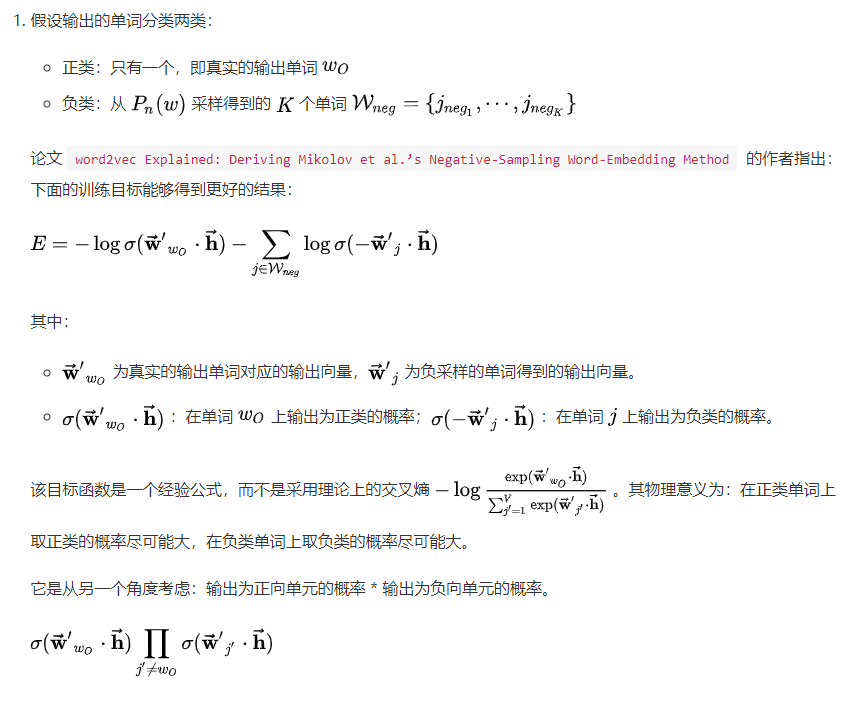 1. 假设输出的单词分类两类：
正类：只有一个，即真实的输出单词 $w_O$
负类：从 $P_n(w)$ 采样得到的 $K$ 个单词 $\mathcal{W}_{neg} = \{j_{neg_1}, \cdots, j_{neg_K}\}$
论文 word2vec Explained: Deriving Mikolov et al.’s Negative-Sampling Word-Embedding Method 的作者指出：
下面的训练目标能够得到更好的结果：
$E = -\log \sigma(\vec{\mathbf{w}}'_{w_O} \cdot \vec{\mathbf{h}}) - \sum_{j \in \mathcal{W}_{neg}} \log \sigma(-\vec{\mathbf{w}}'_j \cdot \vec{\mathbf{h}})$
其中：
$\vec{\mathbf{w}}'_{w_O}$ 为真实的输出单词对应的输出向量，$\vec{\mathbf{w}}'_j$ 为负采样的单词得到的输出向量。
$\sigma(\vec{\mathbf{w}}'_{w_O} \cdot \vec{\mathbf{h}})$ ：在单词 $w_O$ 上输出为正类的概率；$\sigma(-\vec{\mathbf{w}}'_j \cdot \vec{\mathbf{h}})$ ：在单词 $j$ 上输出为负类的概率。
该目标函数是一个经验公式，而不是采用理论上的交叉熵 $-\log \frac{\exp(\vec{\mathbf{w}}'_{w_O} \cdot \vec{\mathbf{h}})}{\sum_{j'=1}^{V} \exp(\vec{\mathbf{w}}'_{j'} \cdot \vec{\mathbf{h}})}$ 。其物理意义为：在正类单词上
取正类的概率尽可能大，在负类单词上取负类的概率尽可能大。
它是从另一个角度考虑：输出为正向单元的概率 * 输出为负向单元的概率。
$\sigma(\vec{\mathbf{w}}'_{w_O} \cdot \vec{\mathbf{h}}) \prod_{j' \neq w_O} \sigma(\vec{\mathbf{w}}'_{j'} \cdot \vec{\mathbf{h}})$